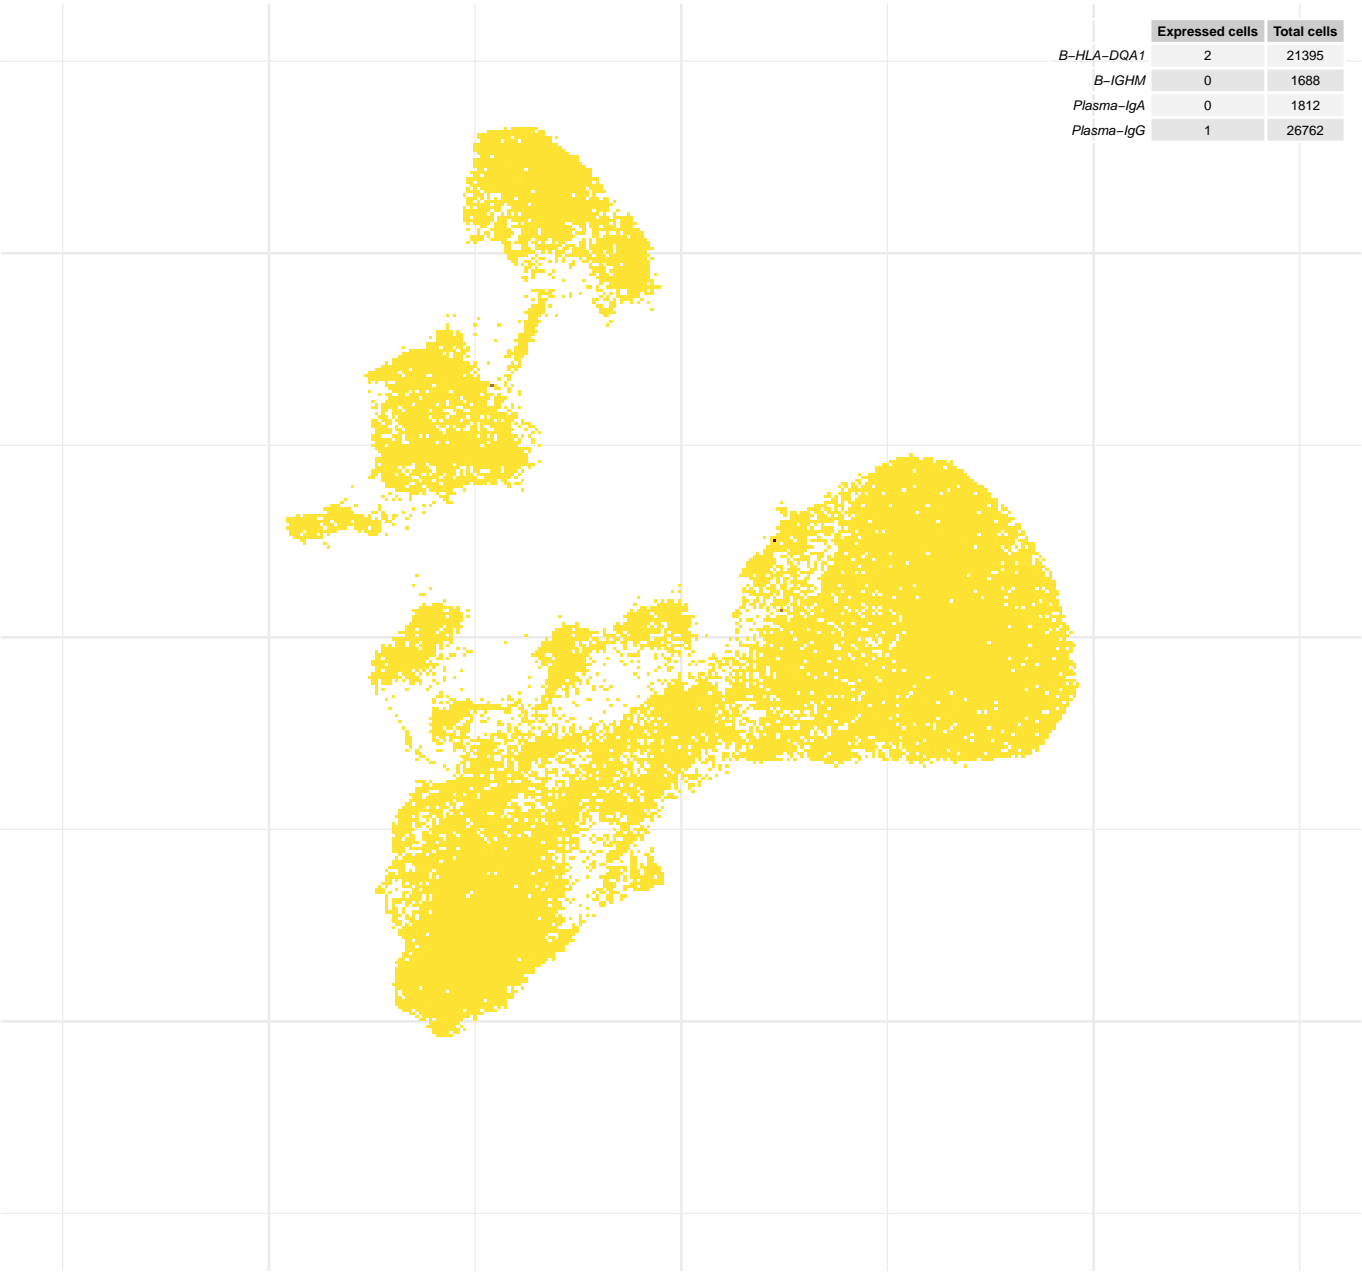 Expressed cells Total cells
B−HLA−DQA1 2 21395
B−IGHM 0 1688
Plasma−IgA 0 1812
Plasma−IgG 1 26762